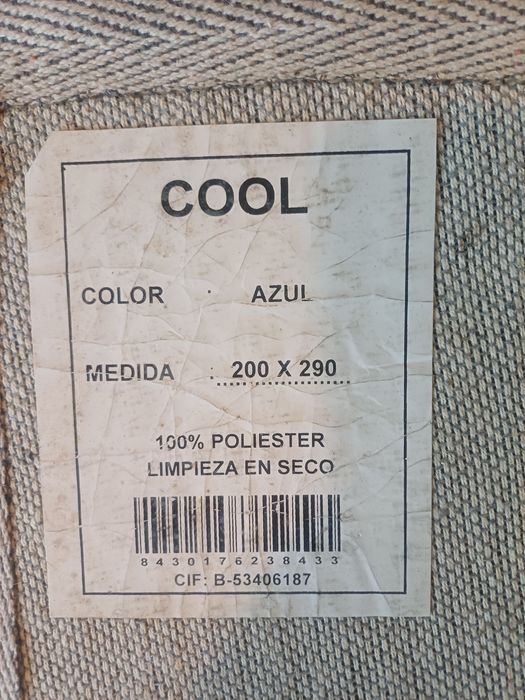 COOL
COLOR : AZUL
MEDIDA : 200 X 290
100% POLIESTER
LIMPIEZA EN SECO
8430176238433
CIF: B-53406187